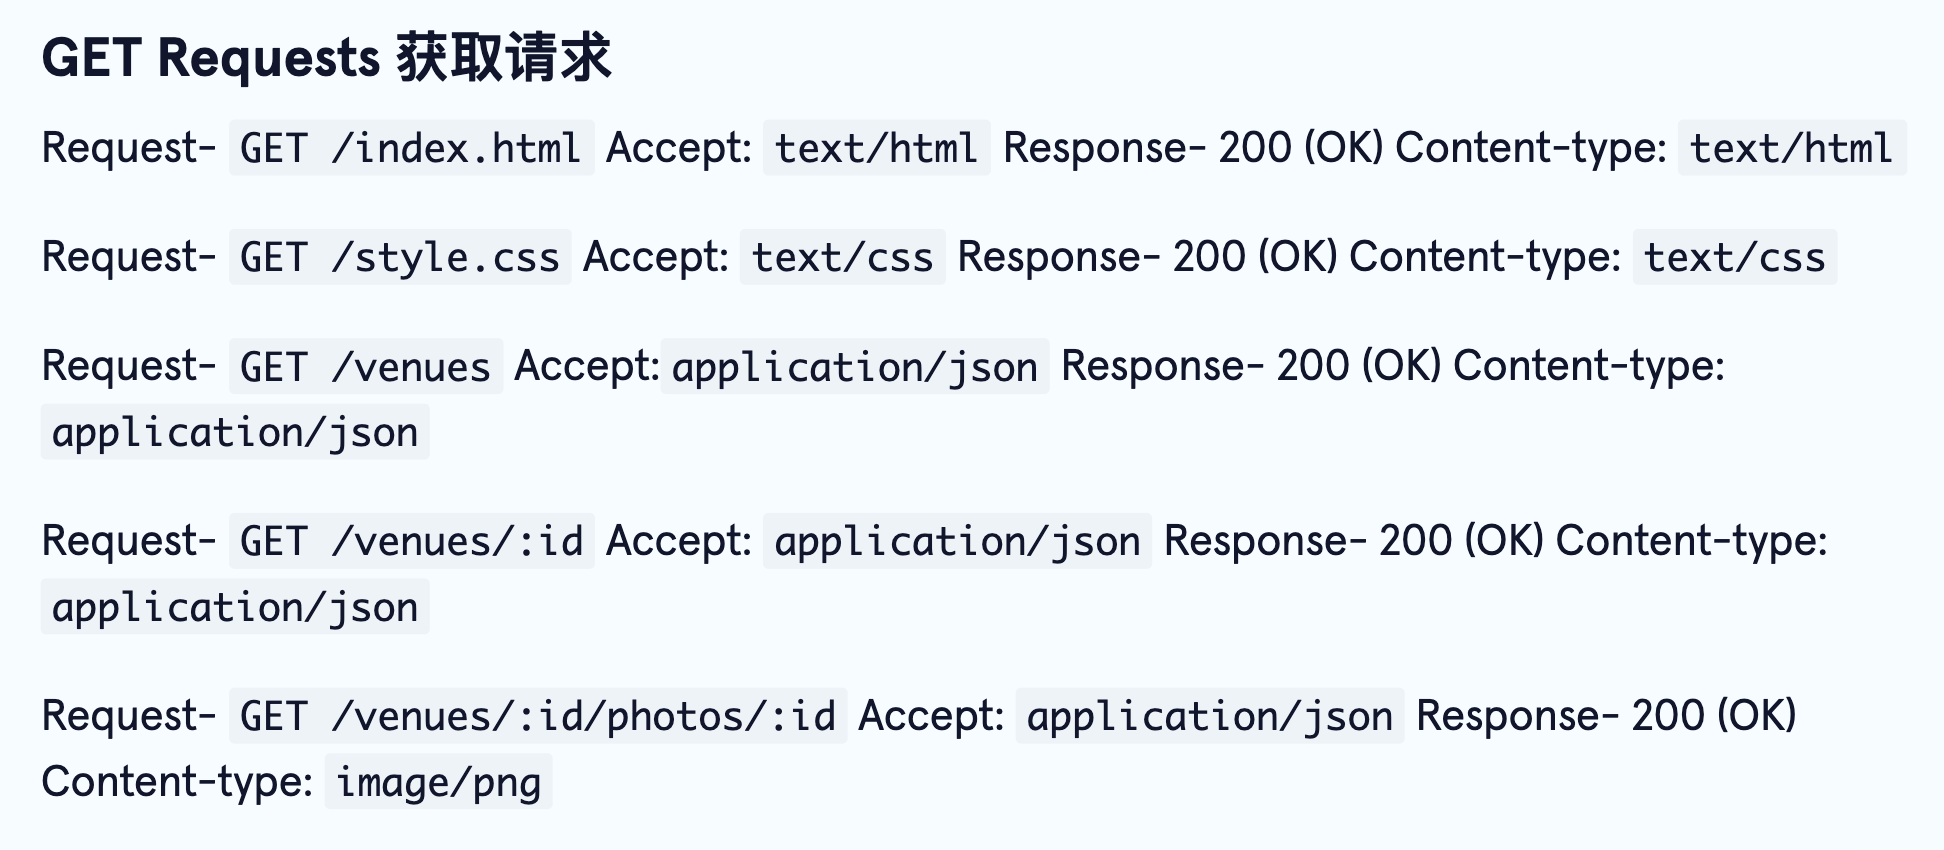 GET Requests 获取请求
Request- GET /index.html Accept: text/html Response- 200 (OK) Content-type: text/html
Request- GET /style.css Accept: text/css Response- 200 (OK) Content-type: text/css
Request- GET /venues Accept: application/json Response- 200 (OK) Content-type:
application/json
Request- GET /venues/:id Accept: application/json Response- 200 (OK) Content-type:
application/json
Request- GET /venues/:id/photos/:id Accept: application/json Response- 200 (OK)
Content-type: image/png